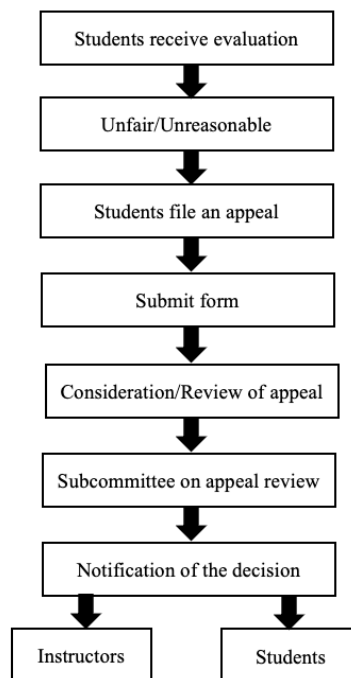 Students receive evaluation
Unfair/Unreasonable
Students file an appeal
Submit form
Consideration/Review of appeal
Subcommittee on appeal review
Notification of the decision
Instructors
Students